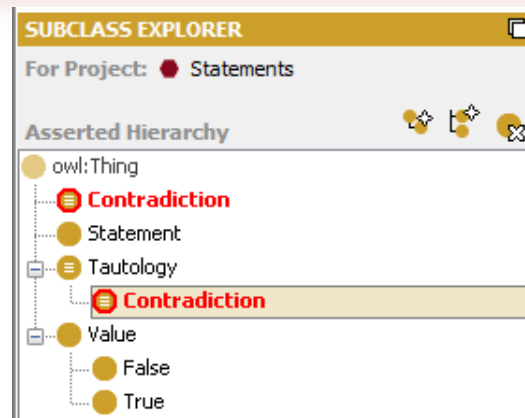 SUBCLASS EXPLORER
For Project: Statements
Asserted Hierarchy
owl:Thing
Contradiction
Statement
Tautology
Contradiction
Value
False
True